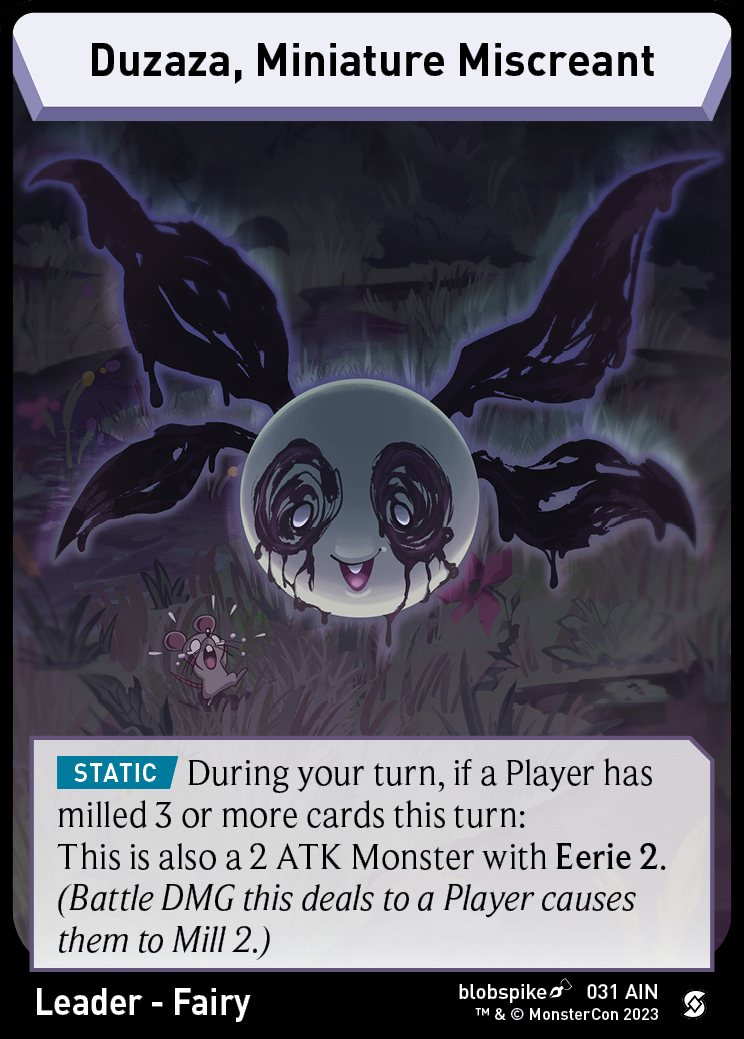 Duzaza, Miniature Miscreant
STATIC During your turn, if a Player has
milled 3 or more cards this turn:
This is also a 2 ATK Monster with Eerie 2.
(Battle DMG this deals to a Player causes
them to Mill 2.)
Leader - Fairy
blobspike 031 AIN
™ & © MonsterCon 2023